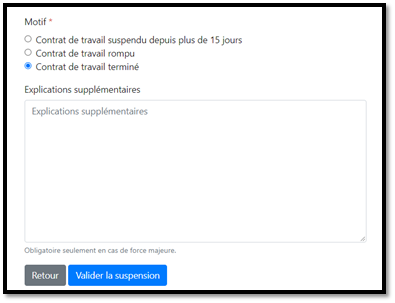 Motif *
Contrat de travail suspendu depuis plus de 15 jours
Contrat de travail rompu
Contrat de travail terminé
Explications supplémentaires
Explications supplémentaires
Obligatoire seulement en cas de force majeure.
Retour Valider la suspension